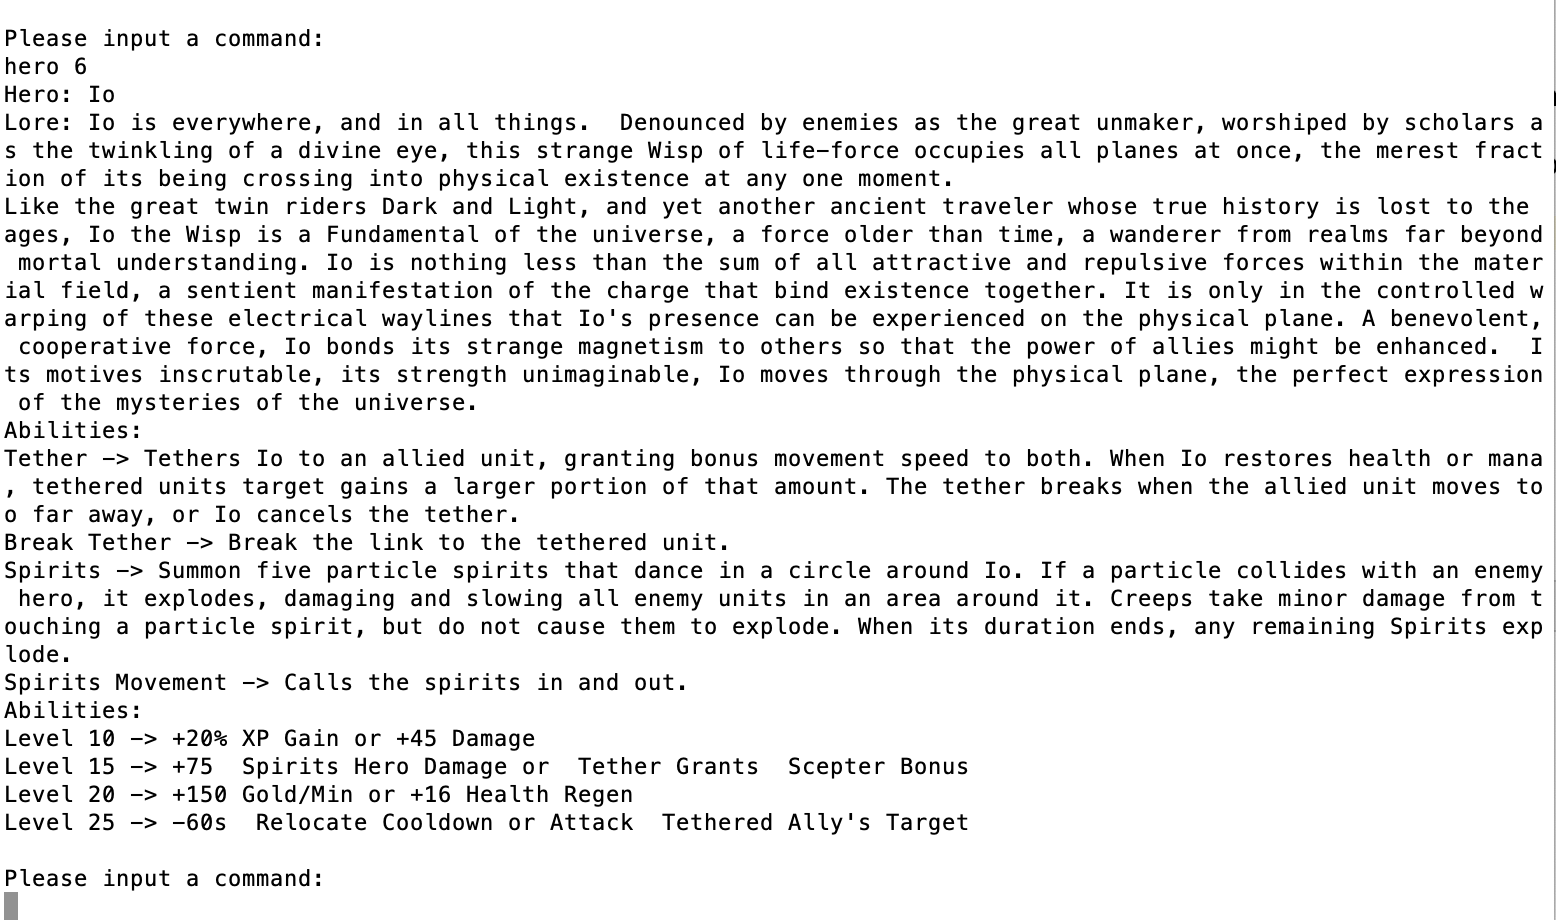 Please input a command:
hero 6
Hero: Io
Lore: Io is everywhere, and in all things.  Denounced by enemies as the great unmaker, worshiped by scholars a
s the twinkling of a divine eye, this strange Wisp of life-force occupies all planes at once, the merest fract
ion of its being crossing into physical existence at any one moment.
Like the great twin riders Dark and Light, and yet another ancient traveler whose true history is lost to the
ages, Io the Wisp is a Fundamental of the universe, a force older than time, a wanderer from realms far beyond
 mortal understanding. Io is nothing less than the sum of all attractive and repulsive forces within the mater
ial field, a sentient manifestation of the charge that bind existence together. It is only in the controlled w
arping of these electrical waylines that Io's presence can be experienced on the physical plane. A benevolent,
 cooperative force, Io bonds its strange magnetism to others so that the power of allies might be enhanced.  I
ts motives inscrutable, its strength unimaginable, Io moves through the physical plane, the perfect expression
 of the mysteries of the universe.
Abilities:
Tether -> Tethers Io to an allied unit, granting bonus movement speed to both. When Io restores health or mana
, tethered units target gains a larger portion of that amount. The tether breaks when the allied unit moves to
o far away, or Io cancels the tether.
Break Tether -> Break the link to the tethered unit.
Spirits -> Summon five particle spirits that dance in a circle around Io. If a particle collides with an enemy
 hero, it explodes, damaging and slowing all enemy units in an area around it. Creeps take minor damage from t
ouching a particle spirit, but do not cause them to explode. When its duration ends, any remaining Spirits exp
lode.
Spirits Movement -> Calls the spirits in and out.
Abilities:
Level 10 -> +20% XP Gain or +45 Damage
Level 15 -> +75  Spirits Hero Damage or  Tether Grants  Scepter Bonus
Level 20 -> +150 Gold/Min or +16 Health Regen
Level 25 -> -60s  Relocate Cooldown or Attack  Tethered Ally's Target
Please input a command: